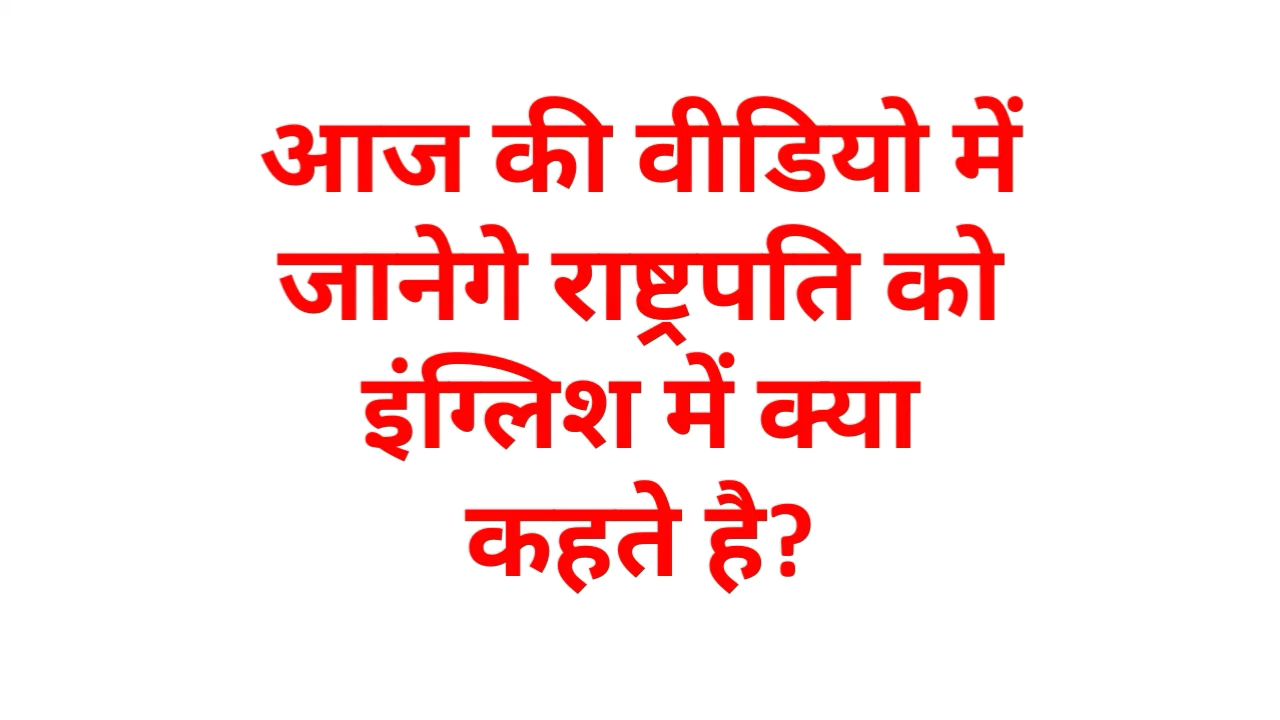 आज की वीडियो में
जानेगे राष्ट्रपति को
इंग्लिश में क्या
कहते है?